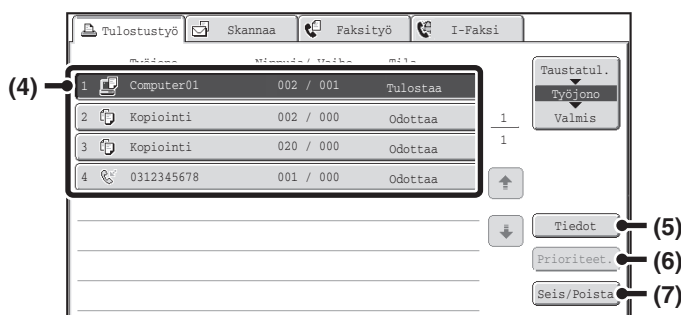 Tulostustyö Skannaa Faksityö I-Faksi
Taustatul.
(4) 1 Computer01 002 / 001 Tulostaa
Työjono
2 Kopiointi 002 / 000 Odottaa 1
Valmis
3 Kopiointi 020 / 000 Odottaa 1
4 0312345678 001 / 000 Odottaa
Tiedot (5)
Prioriteet. (6)
Seis/Poista (7)